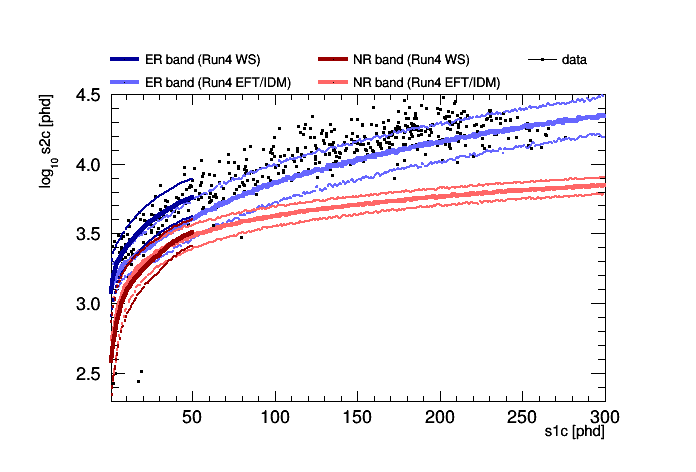 ER band (Run4 WS) NR band (Run4 WS) data
ER band (Run4 EFT/IDM) NR band (Run4 EFT/IDM)
log10 s2c [phd]
4.5
4.0
3.5
3.0
2.5
50 100 150 200 250 300
s1c [phd]